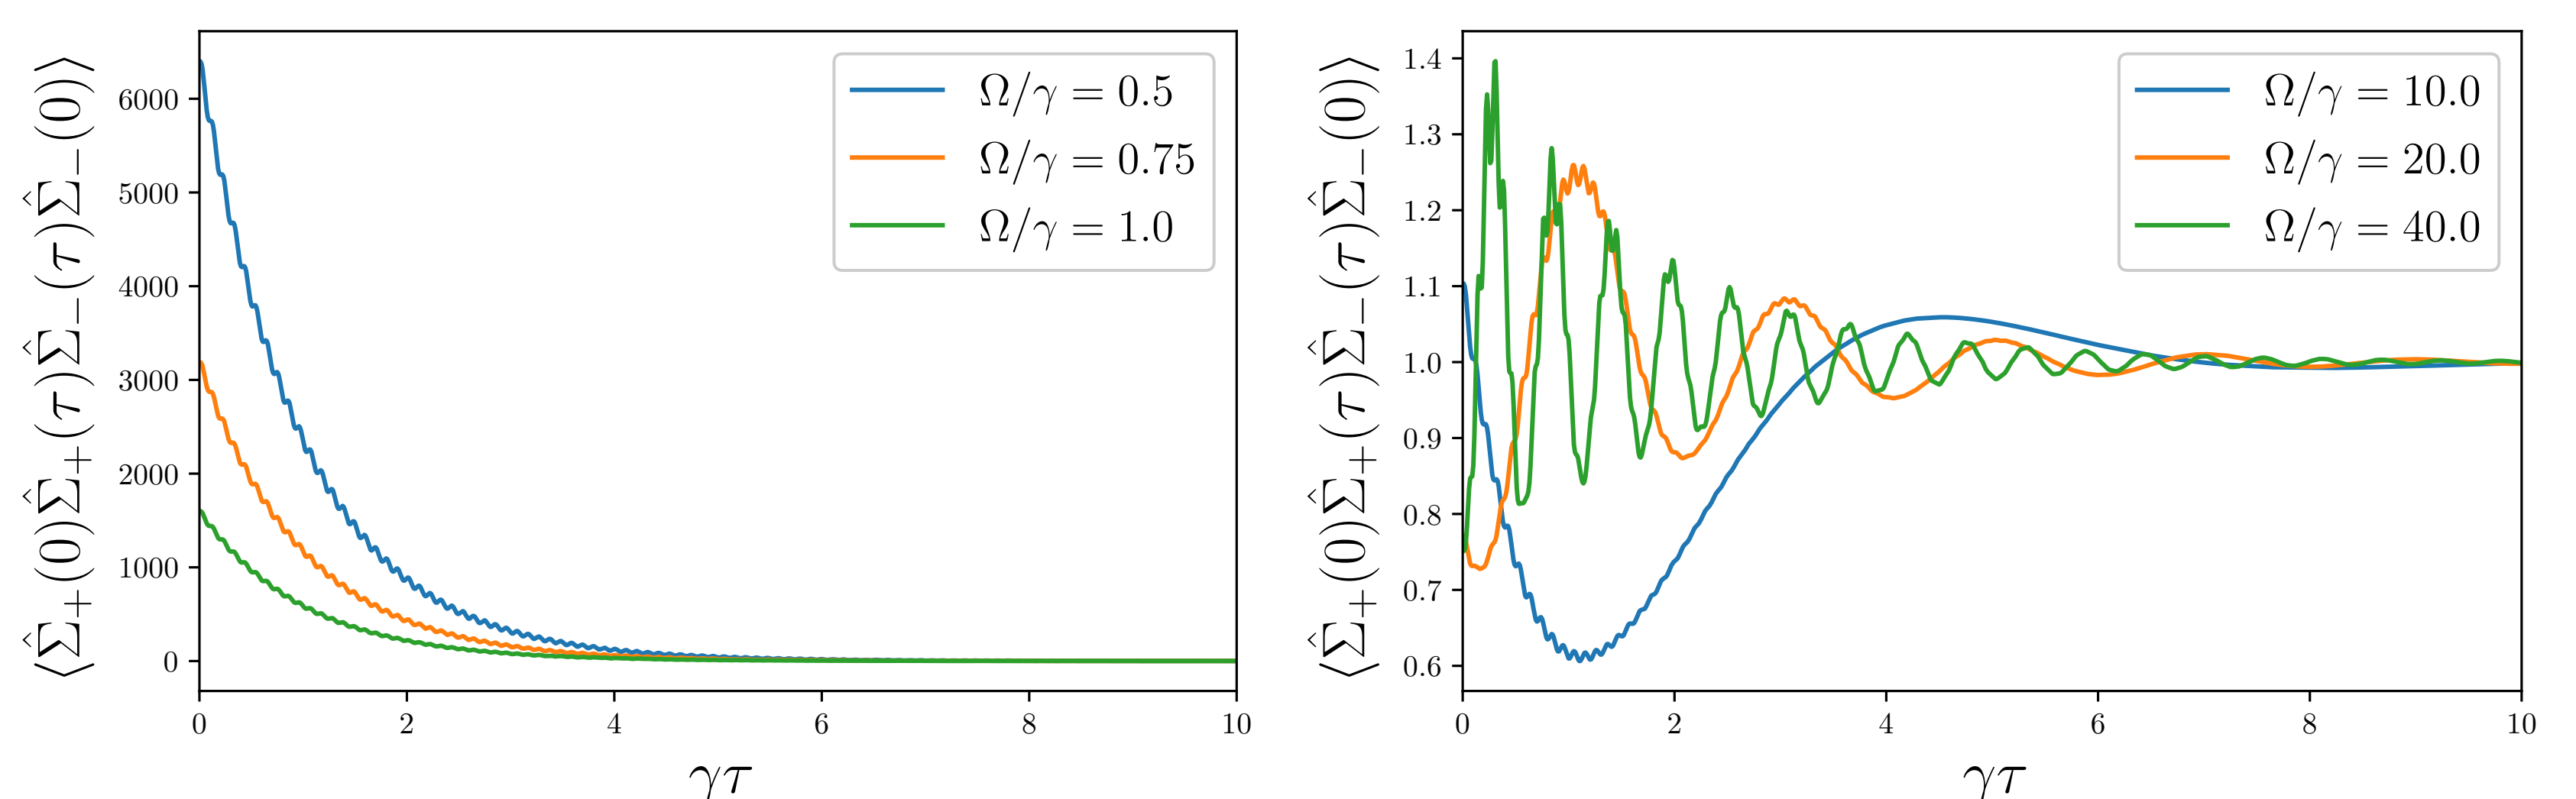 ⟨Σ̂₊(0)Σ̂₊(τ)Σ̂₋(τ)Σ̂₋(0)⟩
6000
5000
4000
3000
2000
1000
0
0 2 4 6 8 10
γτ
Ω/γ = 0.5
Ω/γ = 0.75
Ω/γ = 1.0
⟨Σ̂₊(0)Σ̂₊(τ)Σ̂₋(τ)Σ̂₋(0)⟩
1.4
1.3
1.2
1.1
1.0
0.9
0.8
0.7
0.6
0 2 4 6 8 10
γτ
Ω/γ = 10.0
Ω/γ = 20.0
Ω/γ = 40.0